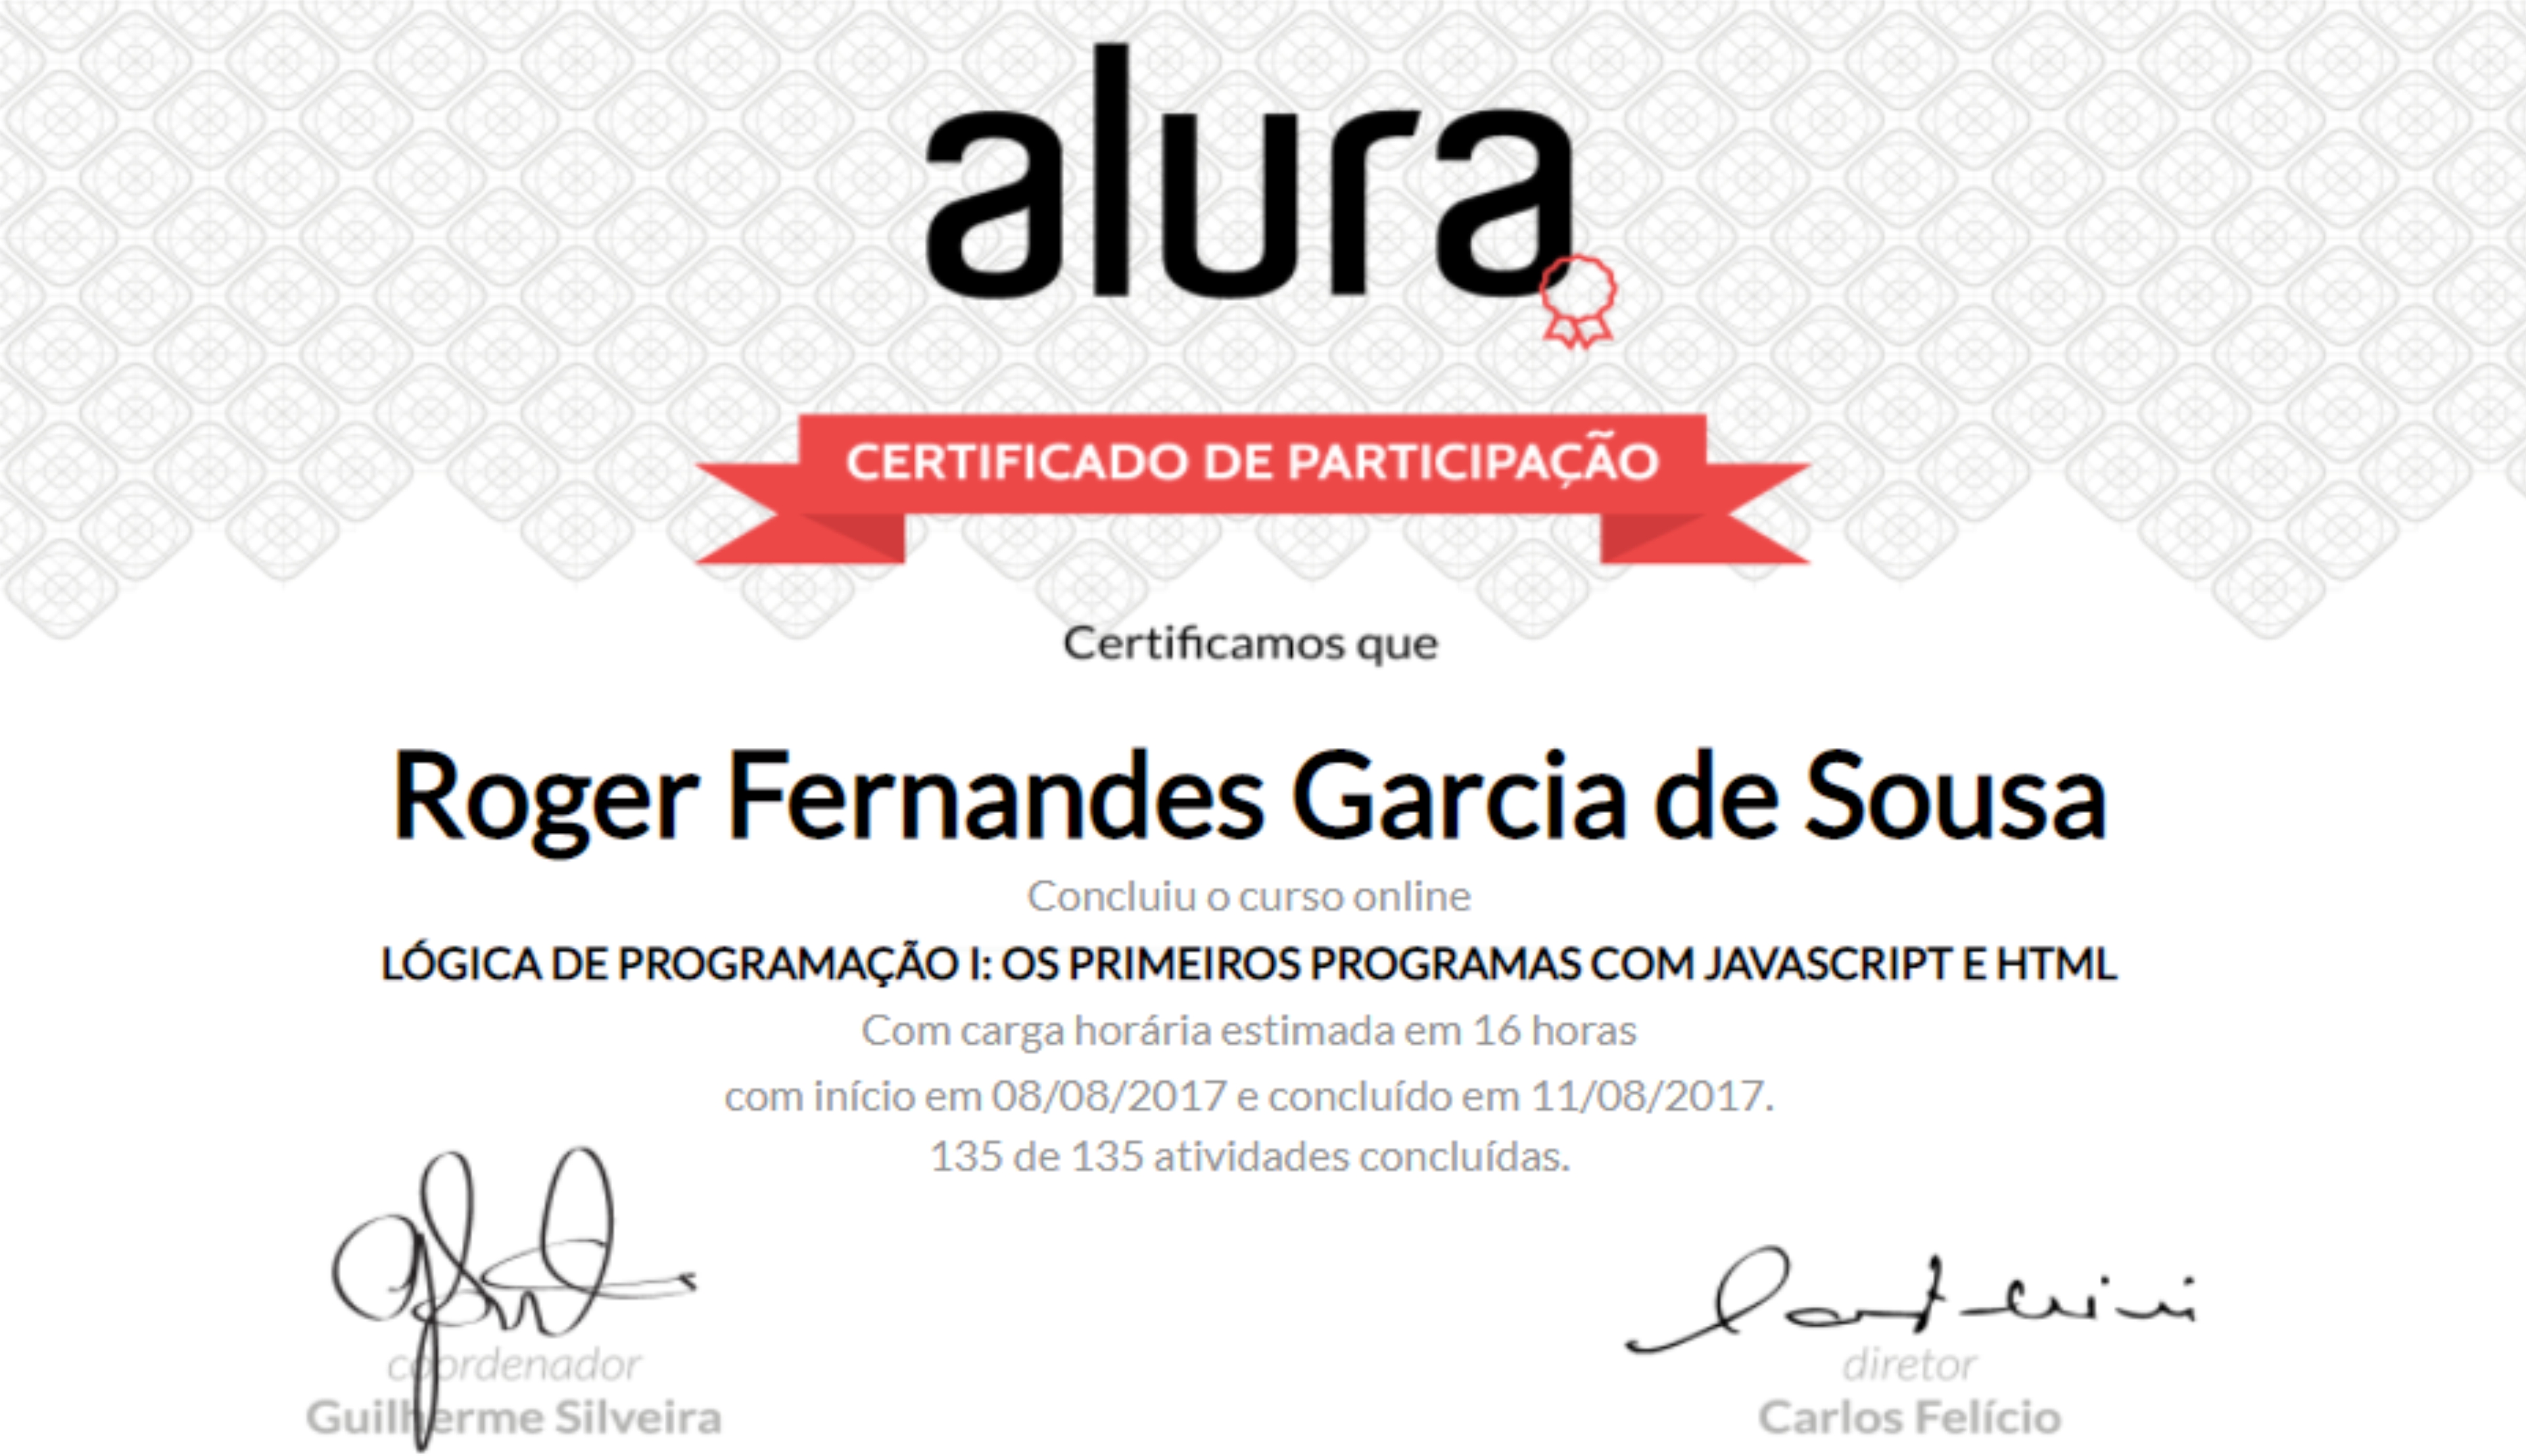 alura
CERTIFICADO DE PARTICIPAÇÃO
Certificamos que
Roger Fernandes Garcia de Sousa
Concluiu o curso online
LÓGICA DE PROGRAMAÇÃO I: OS PRIMEIROS PROGRAMAS COM JAVASCRIPT E HTML
Com carga horária estimada em 16 horas
com início em 08/08/2017 e concluído em 11/08/2017.
135 de 135 atividades concluídas.
coordenador
Guilherme Silveira
diretor
Carlos Felício